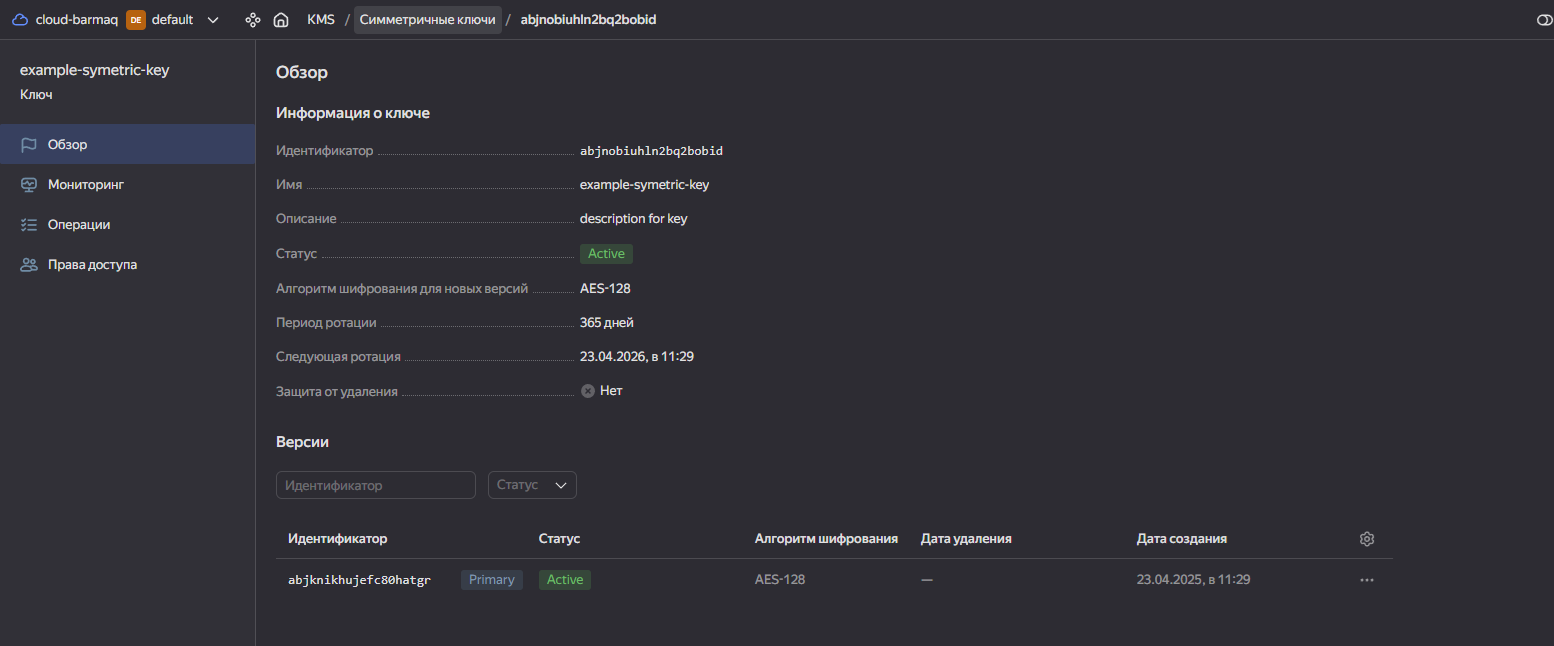 cloud-barmaq DE default KMS / Симметричные ключи / abjnobiuhln2bq2bobid
example-symetric-key
Ключ
Обзор
Мониторинг
Операции
Права доступа
Обзор
Информация о ключе
Идентификатор abjnobiuhln2bq2bobid
Имя example-symetric-key
Описание description for key
Статус Active
Алгоритм шифрования для новых версий AES-128
Период ротации 365 дней
Следующая ротация 23.04.2026, в 11:29
Защита от удаления Нет
Версии
Идентификатор Статус
Идентификатор Статус Алгоритм шифрования Дата удаления Дата создания
abjknikhujefc80hatgr Primary Active AES-128 — 23.04.2025, в 11:29